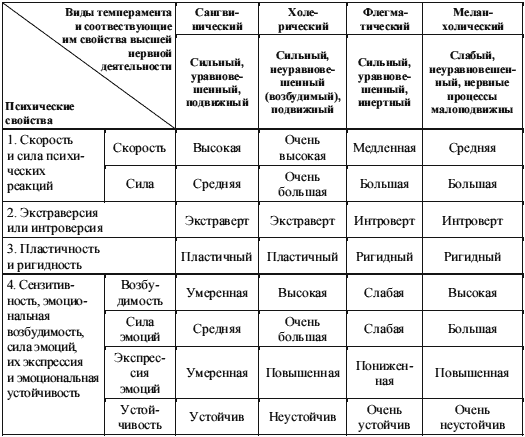 Виды темперамента
и соотвествующие
им свойства высшей
нервной
деятельности
Психические
свойства
Сангви-
нический
Холе-
рический
Флегма-
тический
Мелан-
холический
Сильный,
уравнове-
шенный,
подвижный
Сильный,
неуравнове-
шенный
(возбудимый),
подвижный
Сильный,
уравнове-
шенный,
инертный
Слабый,
неуравновешен-
ный, нервные
процессы
малоподвижны
1. Скорость
и сила психи-
ческих
реакций
Скорость
Высокая
Очень
высокая
Медленная
Средняя
Сила
Средняя
Очень
большая
Большая
Большая
2. Экстраверсия
или интроверсия
Экстраверт
Экстраверт
Интроверт
Интроверт
3. Пластичность
и ригидность
Пластичный
Пластичный
Ригидный
Ригидный
4. Сензитив-
ность, эмоцио-
нальная
возбудимость,
сила эмоций,
их экспрессия
и эмоциональная
устойчивость
Возбу-
димость
Умеренная
Высокая
Слабая
Высокая
Сила
эмоций
Средняя
Очень
большая
Слабая
Большая
Экспрес-
сия
эмоций
Умеренная
Повышенная
Понижен-
ная
Повышенная
Устой-
чивость
Устойчив
Неустойчив
Очень
устойчив
Очень
неустойчив